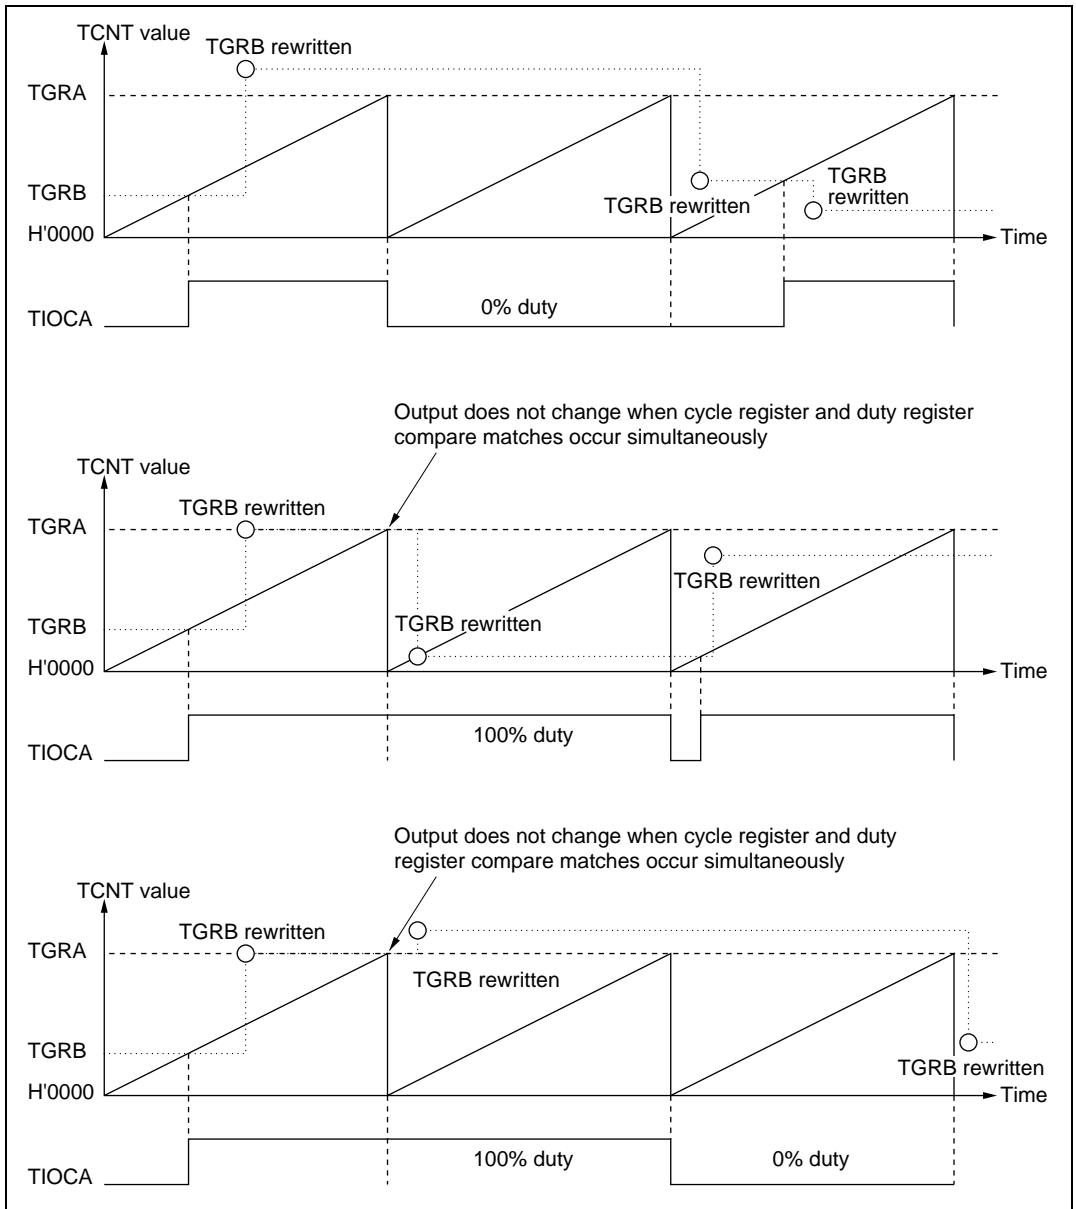 TCNT value
TGRB rewritten
TGRA
TGRB
TGRB
rewritten
TGRB rewritten
H'0000
Time
0% duty
TIOCA
Output does not change when cycle register and duty register
compare matches occur simultaneously
TCNT value
TGRB rewritten
TGRA
TGRB rewritten
TGRB
TGRB rewritten
H'0000
Time
100% duty
TIOCA
Output does not change when cycle register and duty
register compare matches occur simultaneously
TCNT value
TGRB rewritten
TGRA
TGRB rewritten
TGRB
TGRB rewritten
H'0000
Time
100% duty
0% duty
TIOCA